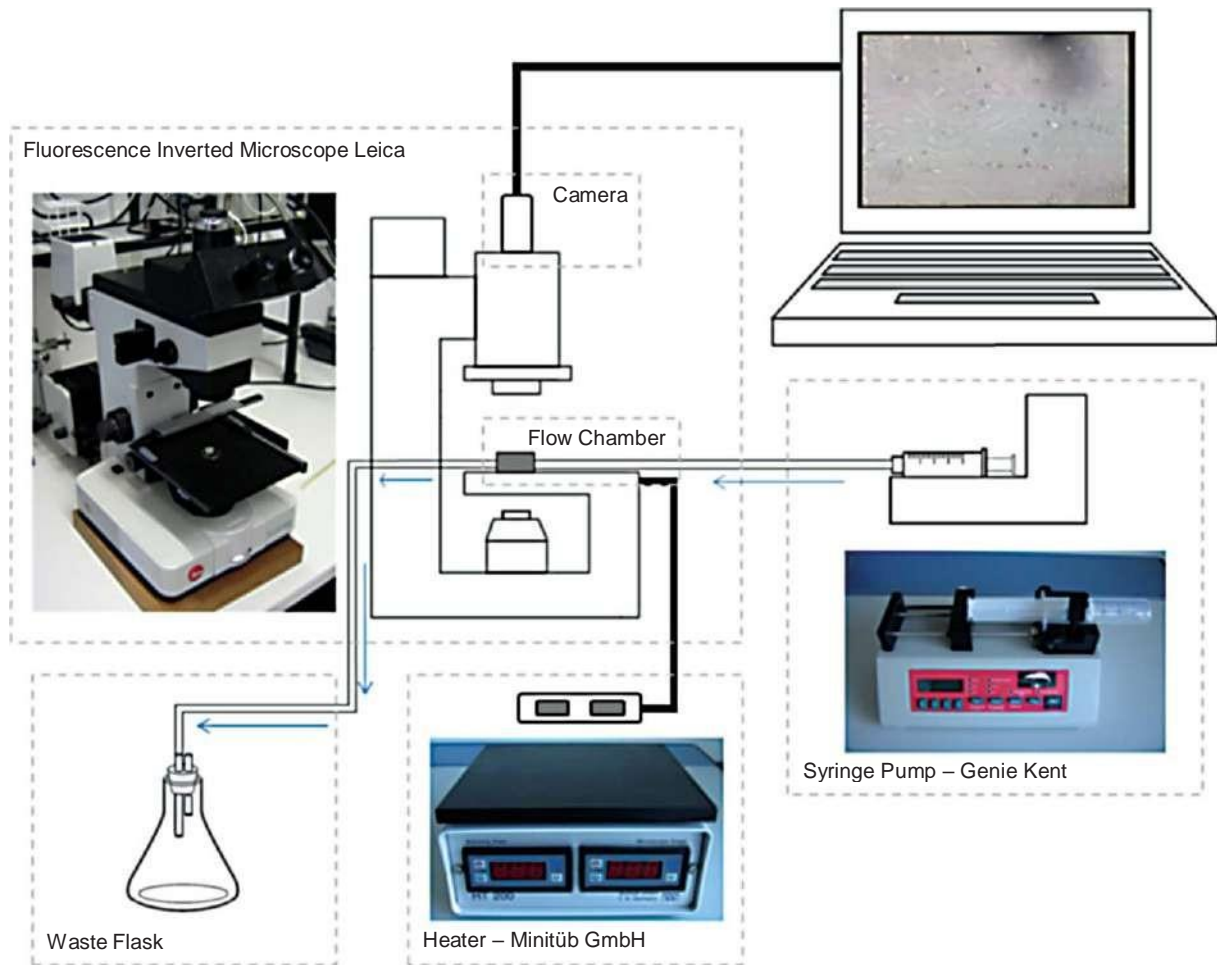 Fluorescence Inverted Microscope Leica
Camera
Flow Chamber
Syringe Pump – Genie Kent
Waste Flask
HT 200
Heater – Minitüb GmbH